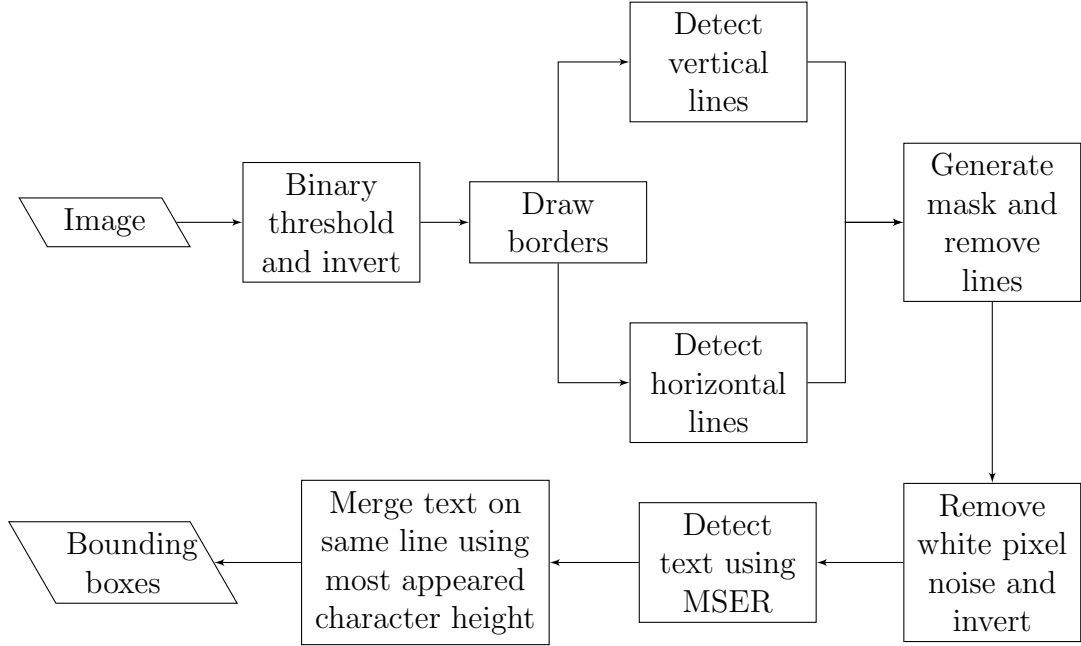 Image
Binary
threshold
and invert
Draw
borders
Detect
vertical
lines
Detect
horizontal
lines
Generate
mask and
remove
lines
Remove
white pixel
noise and
invert
Detect
text using
MSER
Merge text on
same line using
most appeared
character height
Bounding
boxes